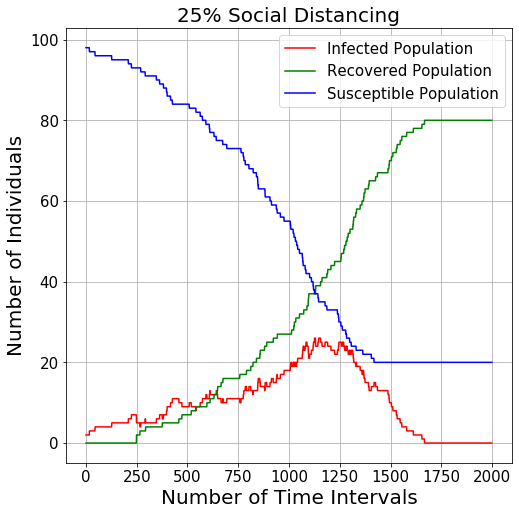 25% Social Distancing
Infected Population
Recovered Population
Susceptible Population
Number of Individuals
100
80
60
40
20
0
0 250 500 750 1000 1250 1500 1750 2000
Number of Time Intervals